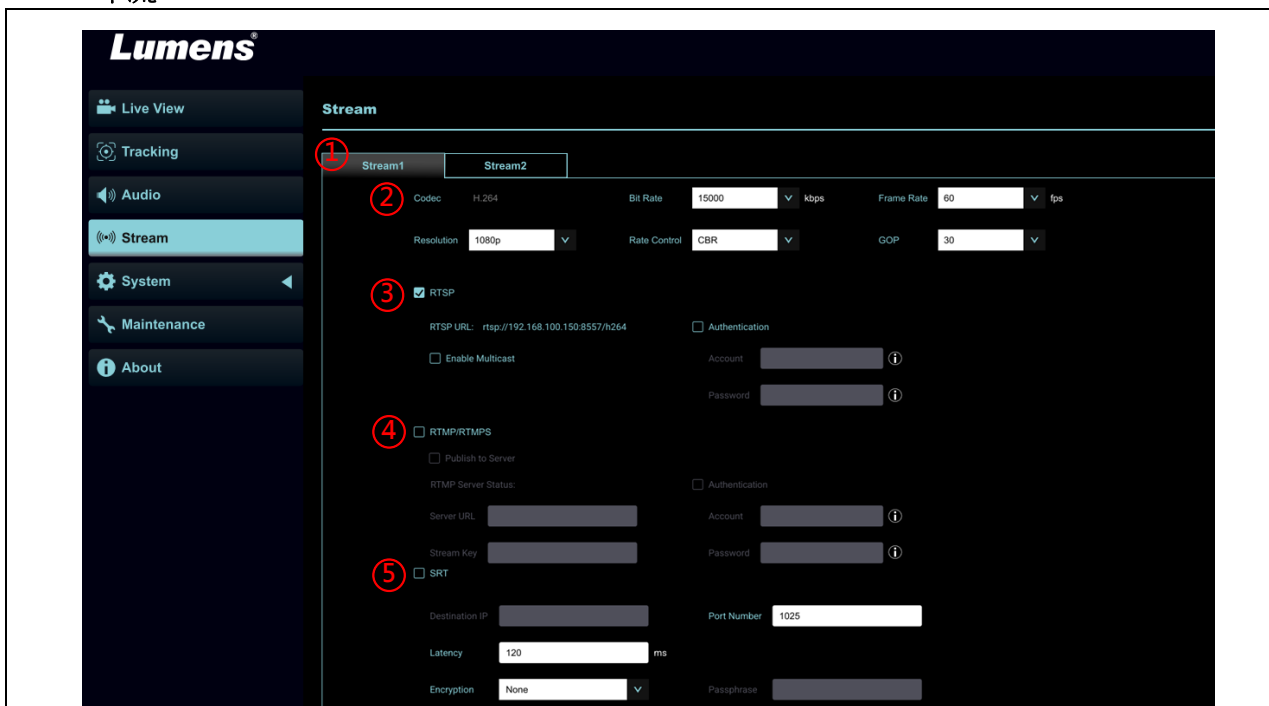 Lumens®
Live View
Tracking
Audio
Stream
System
Maintenance
About
Stream
① Stream1 Stream2
② Codec H.264 Bit Rate 15000 kbps Frame Rate 60 fps
Resolution 1080p Rate Control CBR GOP 30
③ RTSP
RTSP URL: rtsp://192.168.100.150:8557/h264 Authentication
Enable Multicast Account
Password
④ RTMP/RTMPS
Publish to Server
RTMP Server Status: Authentication
Server URL Account
Stream Key Password
⑤ SRT
Destination IP Port Number 1025
Latency 120 ms
Encryption None Passphrase